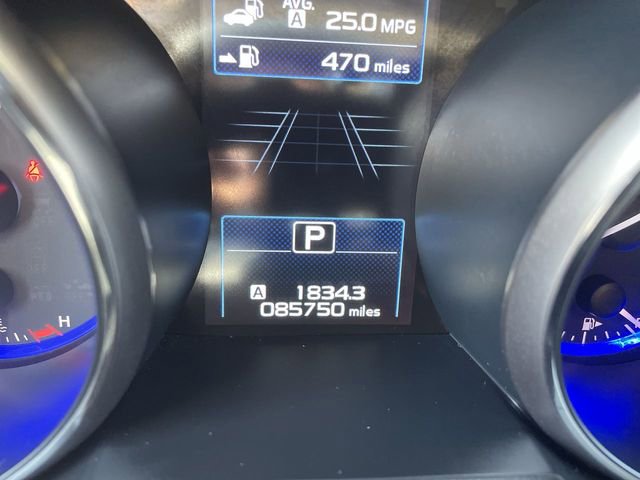 AVG.
A 25.0 MPG
470 miles
P
A 1834.3
085750 miles
H